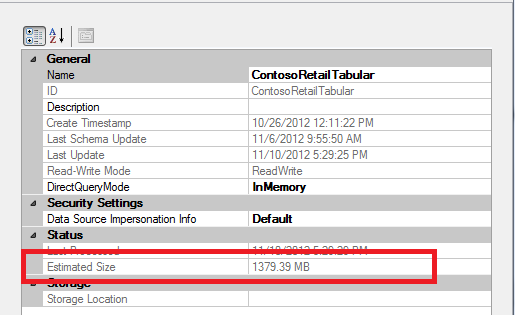 General
Name ContosoRetailTabular
ID ContosoRetailTabular
Description
Create Timestamp 10/26/2012 12:11:22 PM
Last Schema Update 11/6/2012 9:55:50 AM
Last Update 11/10/2012 5:29:25 PM
Read-Write Mode ReadWrite
DirectQueryMode InMemory
Security Settings
Data Source Impersonation Info Default
Status
Last Processed 11/10/2012 5:29:20 PM
Estimated Size 1379.39 MB
Storage
Storage Location